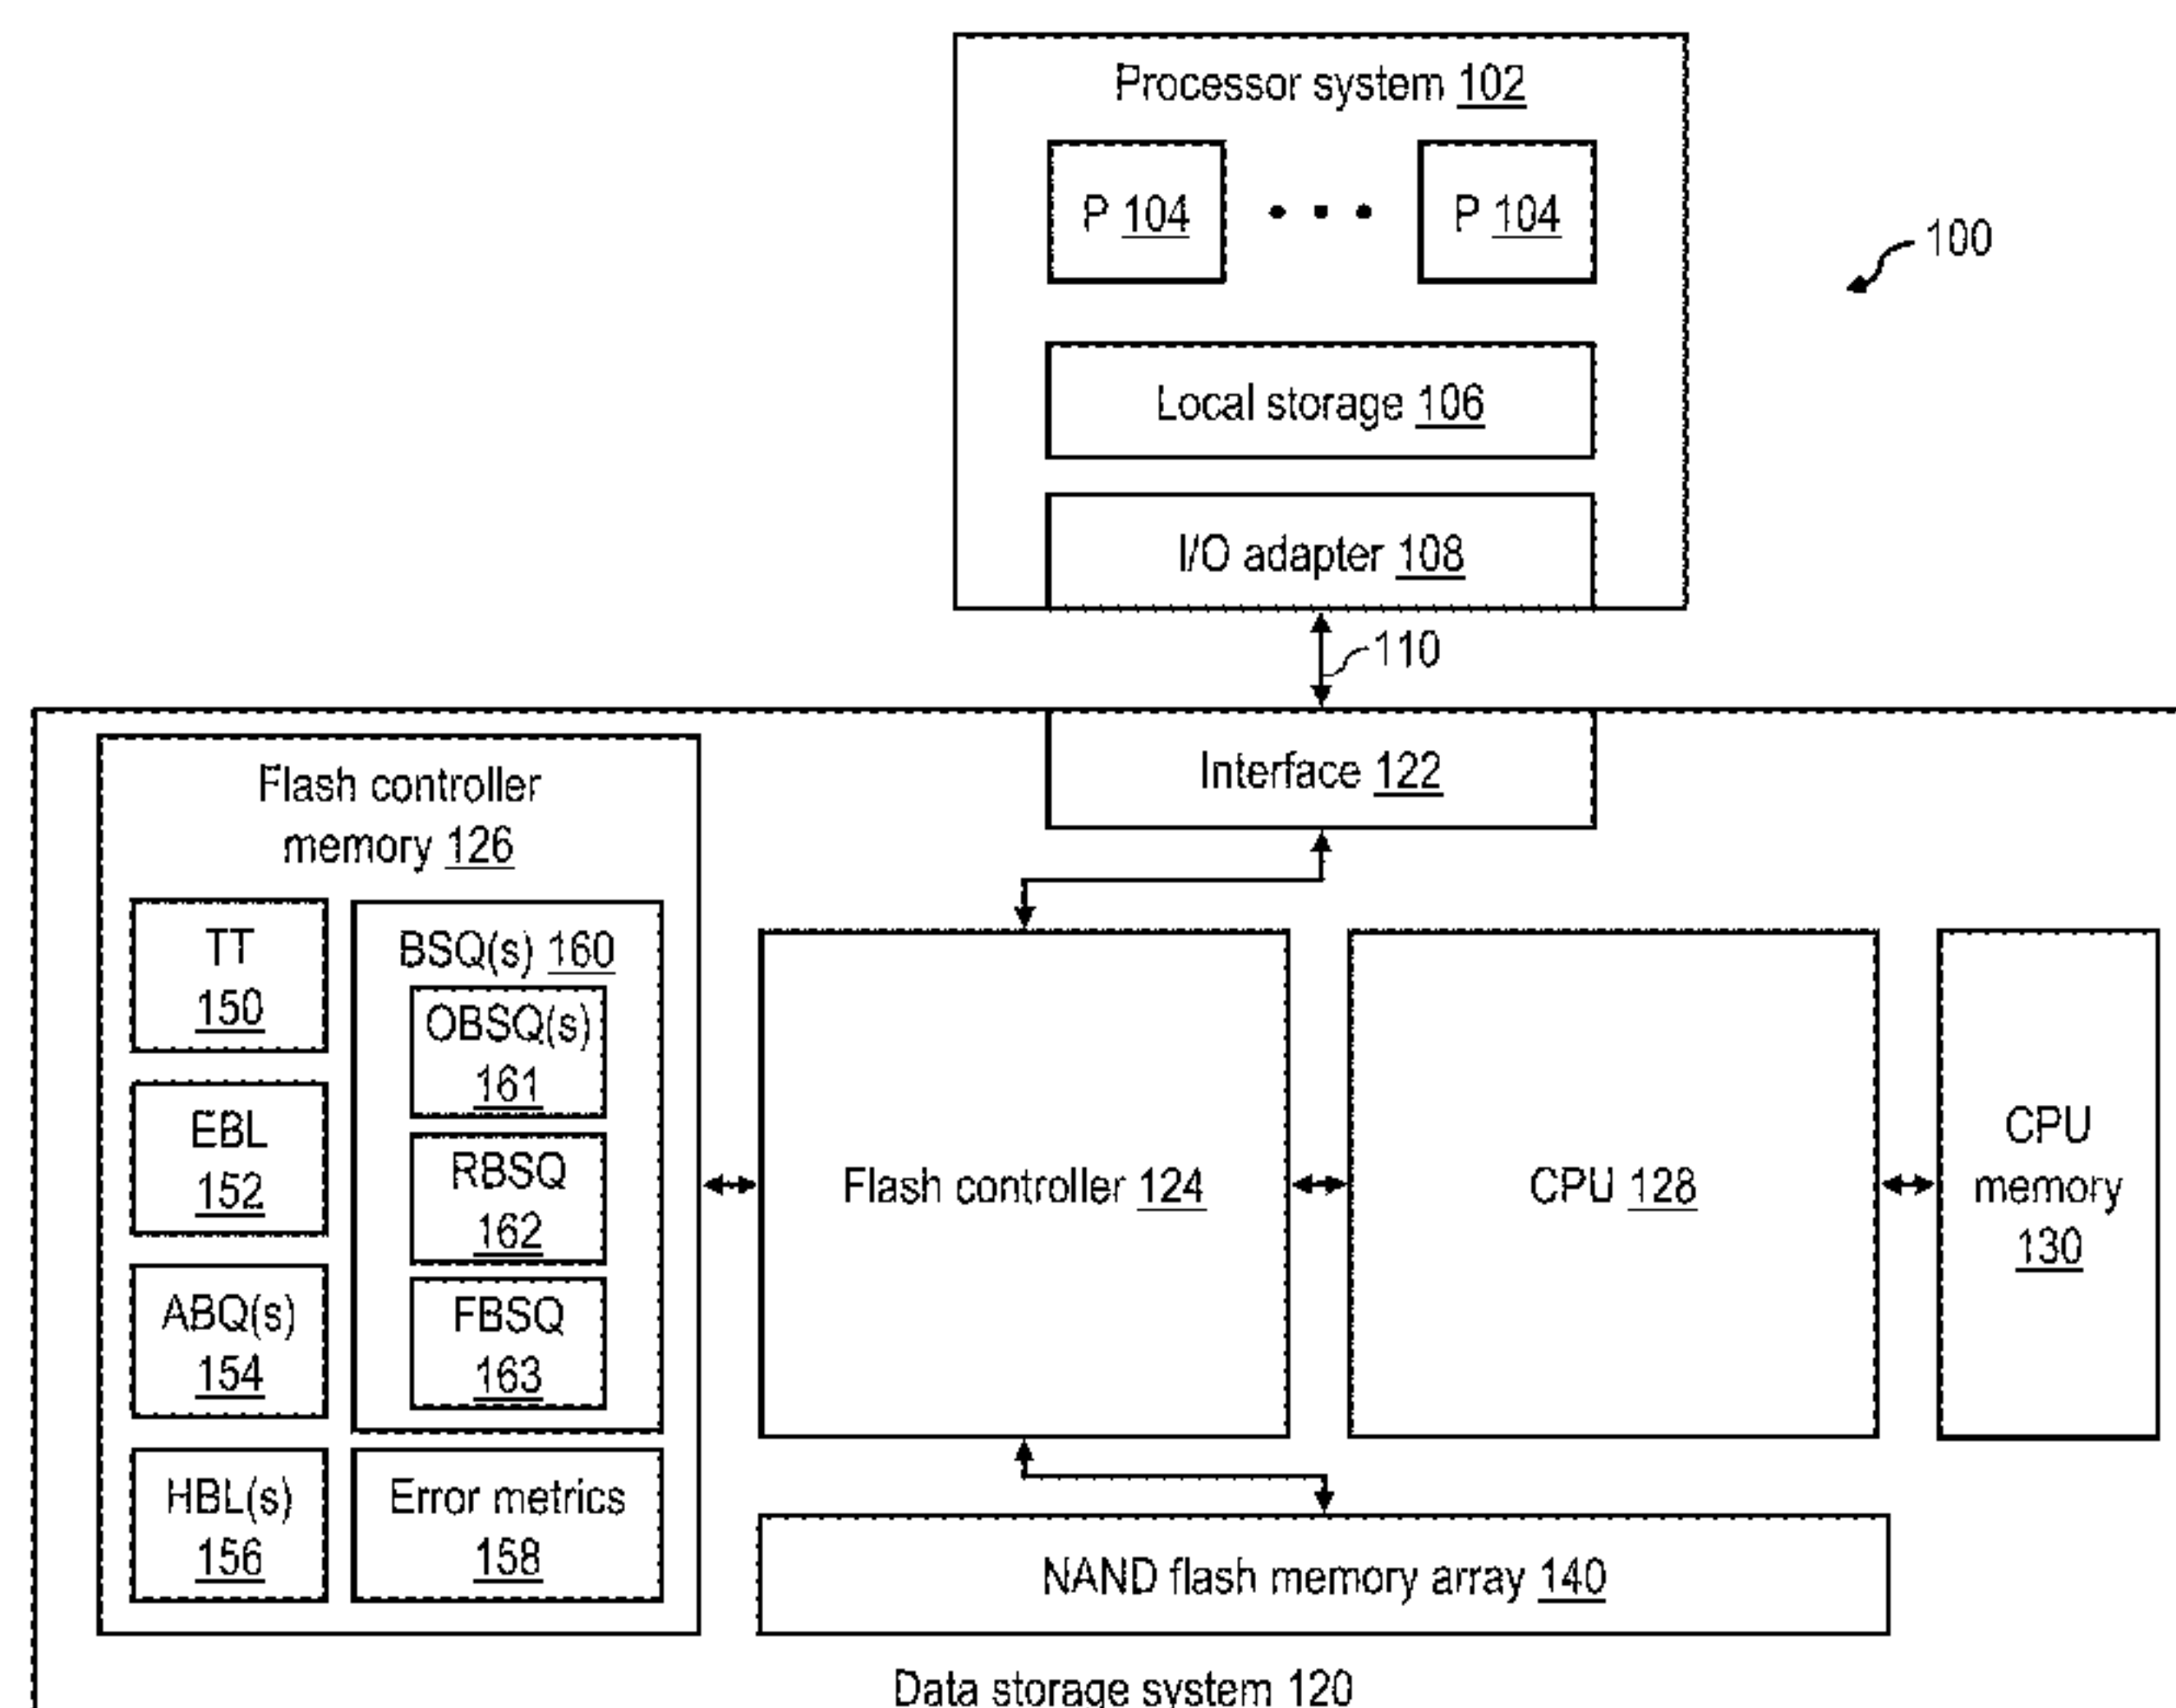 Processor system 102
P 104
• • •
P 104
100
Local storage 106
I/O adapter 108
110
Interface 122
Flash controller
memory 126
TT
150
EBL
152
ABQ(s)
154
HBL(s)
156
BSQ(s) 160
OBSQ(s)
161
RBSQ
162
FBSQ
163
Error metrics
158
Flash controller 124
CPU 128
CPU
memory
130
NAND flash memory array 140
Data storage system 120